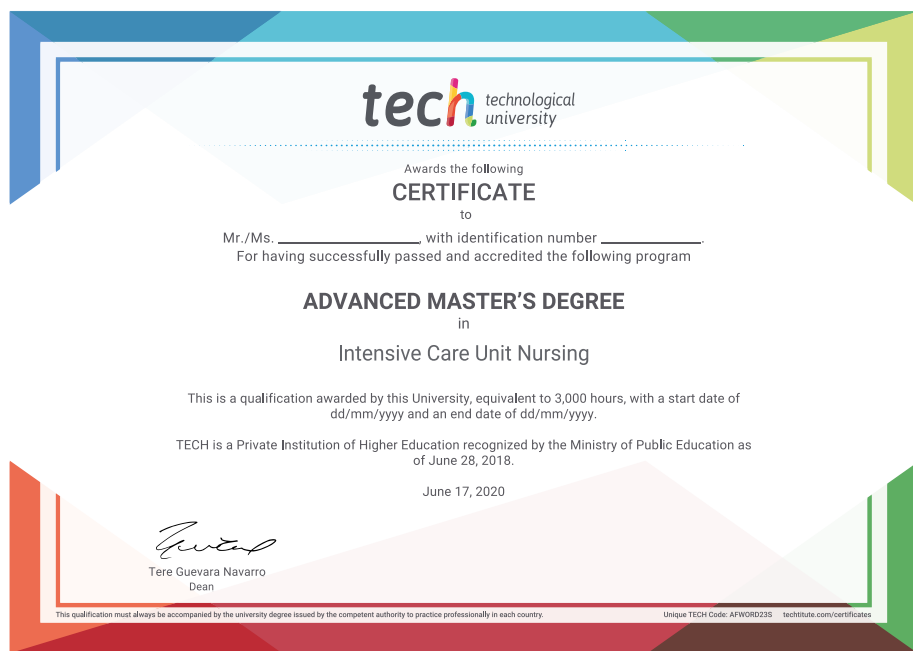 tech technological
university
Awards the following
CERTIFICATE
to
Mr./Ms. ____________________, with identification number ______________.
For having successfully passed and accredited the following program
ADVANCED MASTER'S DEGREE
in
Intensive Care Unit Nursing
This is a qualification awarded by this University, equivalent to 3,000 hours, with a start date of
dd/mm/yyyy and an end date of dd/mm/yyyy.
TECH is a Private Institution of Higher Education recognized by the Ministry of Public Education as
of June 28, 2018.
June 17, 2020
Tere Guevara Navarro
Dean
This qualification must always be accompanied by the university degree issued by the competent authority to practice professionally in each country. Unique TECH Code: AFWORD23S techtitute.com/certificates